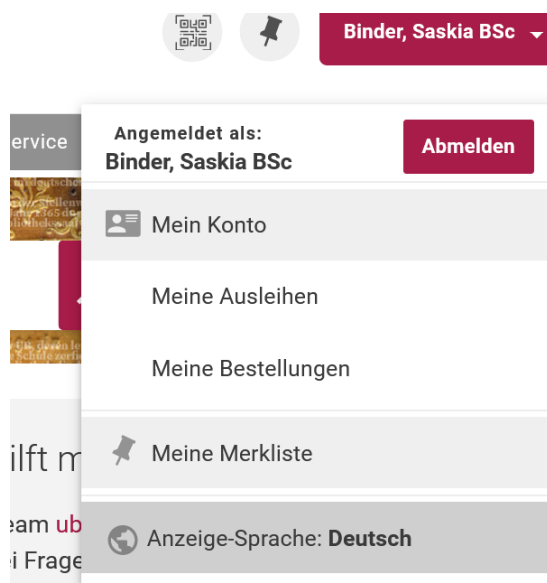 Binder, Saskia BSc
ervice
Angemeldet als:
Binder, Saskia BSc
Abmelden
Mein Konto
Meine Ausleihen
Meine Bestellungen
Meine Merkliste
ilft m
eam ub
Anzeige-Sprache: Deutsch
i Frage